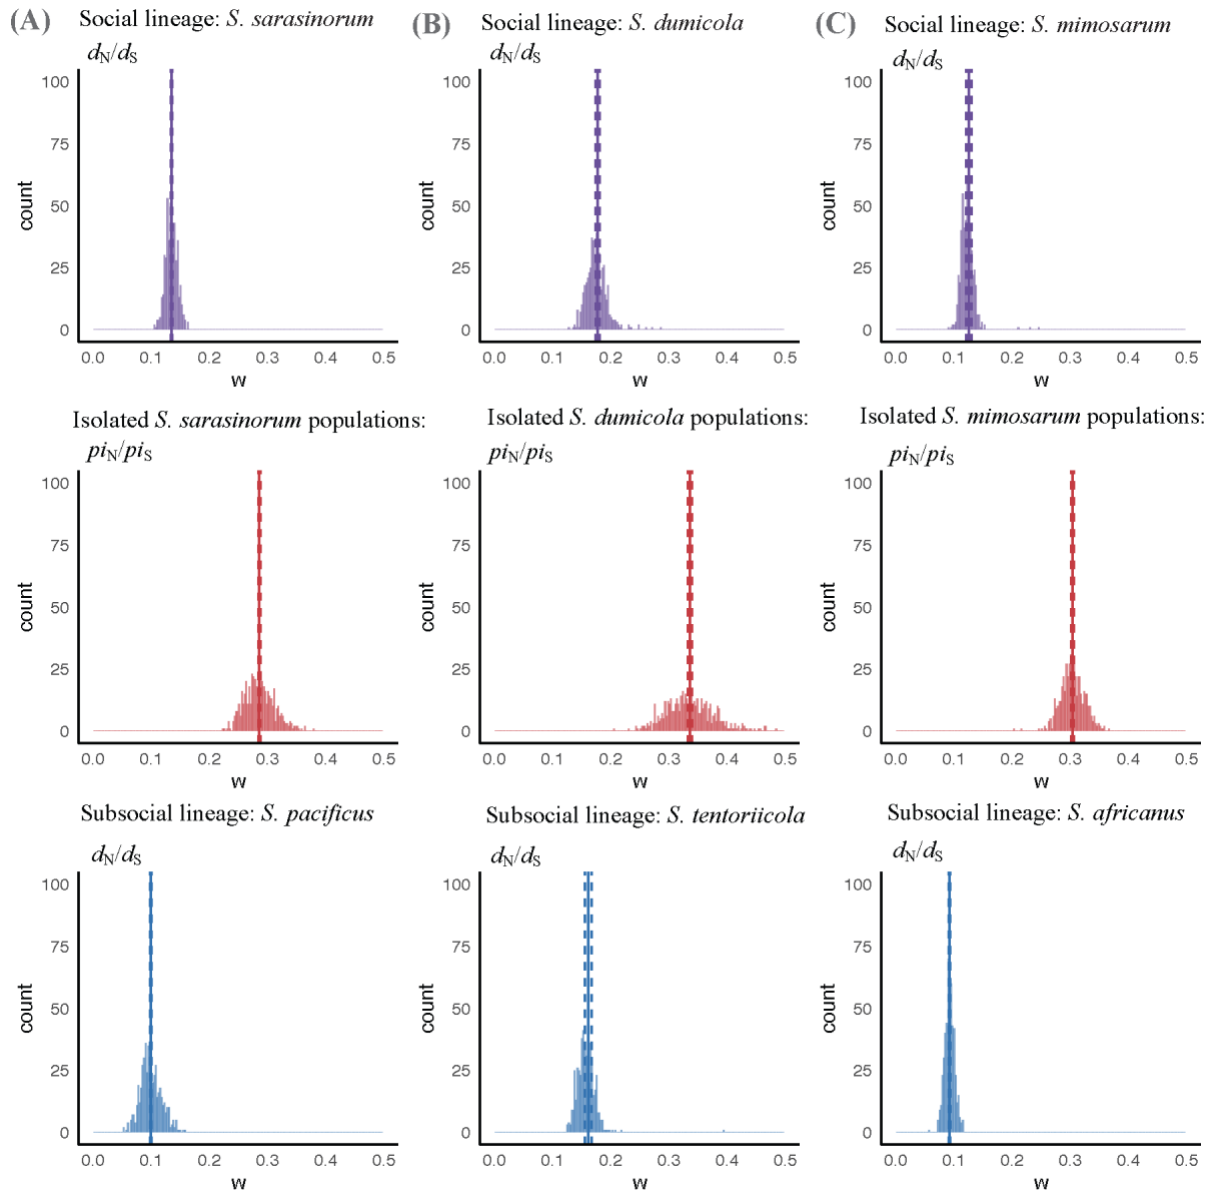 (A) Social lineage: S. sarasinorum
dN/dS
100
75
50
25
0
count
0.0 0.1 0.2 0.3 0.4 0.5
w
(B) Social lineage: S. dumicola
dN/dS
100
75
50
25
0
count
0.0 0.1 0.2 0.3 0.4 0.5
w
(C) Social lineage: S. mimosarum
dN/dS
100
75
50
25
0
count
0.0 0.1 0.2 0.3 0.4 0.5
w
Isolated S. sarasinorum populations:
piN/piS
100
75
50
25
0
count
0.0 0.1 0.2 0.3 0.4 0.5
w
Isolated S. dumicola populations:
piN/piS
100
75
50
25
0
count
0.0 0.1 0.2 0.3 0.4 0.5
w
Isolated S. mimosarum populations:
piN/piS
100
75
50
25
0
count
0.0 0.1 0.2 0.3 0.4 0.5
w
Subsocial lineage: S. pacificus
dN/dS
100
75
50
25
0
count
0.0 0.1 0.2 0.3 0.4 0.5
w
Subsocial lineage: S. tentoriicola
dN/dS
100
75
50
25
0
count
0.0 0.1 0.2 0.3 0.4 0.5
w
Subsocial lineage: S. africanus
dN/dS
100
75
50
25
0
count
0.0 0.1 0.2 0.3 0.4 0.5
w